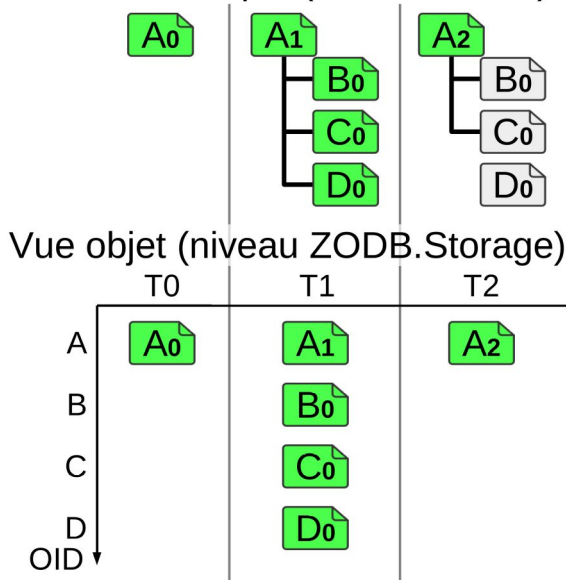 A0 A1 A2
B0 B0
C0 C0
D0 D0
Vue objet (niveau ZODB.Storage)
T0 T1 T2
A A0 A1 A2
B B0
C C0
D D0
OID